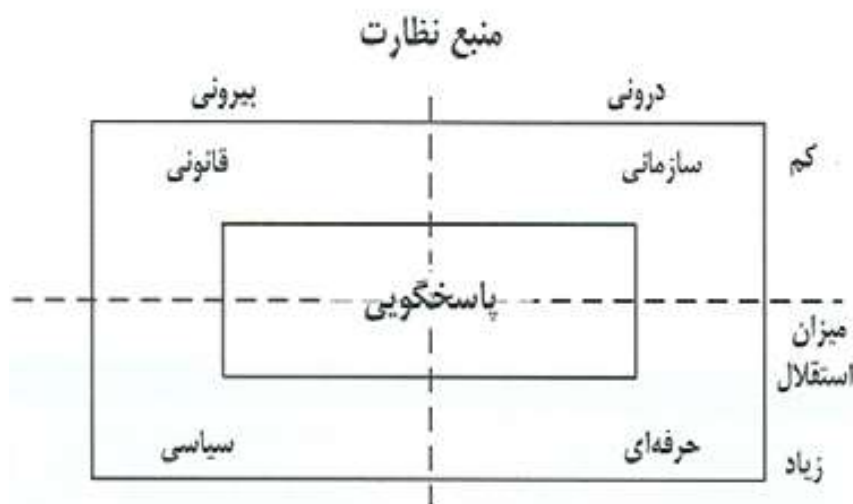 منبع نظارت
درونی بیرونی
کم
سازمانی قانونی
پاسخگویی
میزان
استقلال
حرفه‌ای سیاسی
زیاد